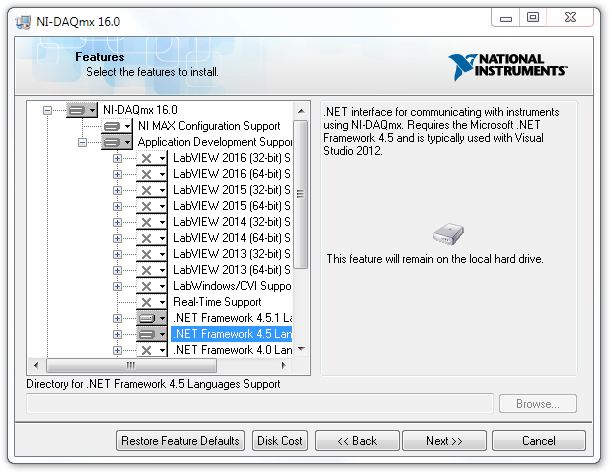 NI-DAQmx 16.0
Features
Select the features to install.
NATIONAL
INSTRUMENTS™
NI-DAQmx 16.0
NI MAX Configuration Support
Application Development Suppor
LabVIEW 2016 (32-bit) S
LabVIEW 2016 (64-bit) S
LabVIEW 2015 (32-bit) S
LabVIEW 2015 (64-bit) S
LabVIEW 2014 (32-bit) S
LabVIEW 2014 (64-bit) S
LabVIEW 2013 (32-bit) S
LabVIEW 2013 (64-bit) S
LabWindows/CVI Suppo
Real-Time Support
.NET Framework 4.5.1 La
.NET Framework 4.5 Lan
.NET Framework 4.0 Lan
.NET interface for communicating with instruments
using NI-DAQmx. Requires the Microsoft .NET
Framework 4.5 and is typically used with Visual
Studio 2012.
This feature will remain on the local hard drive.
Directory for .NET Framework 4.5 Languages Support
Browse...
Restore Feature Defaults
Disk Cost
<< Back
Next >>
Cancel